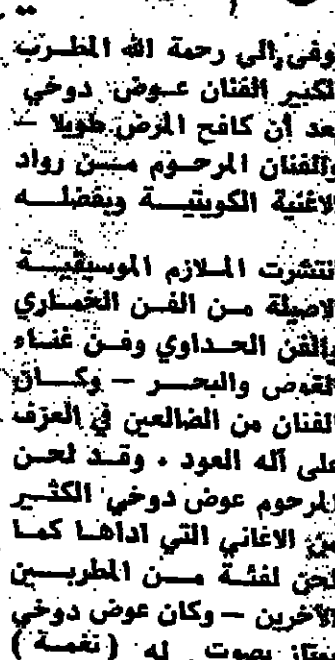 وفى إلى رحمة الله المطرب
الكبير الفنان عوض دوخي
بعد أن كافح المرض طويلا –
والفنان المرحوم من رواد
الاغنية الكويتية وبفضله
انتشرت الملازم الموسيقية
الاصيلة من الفن الخماري
والفن الحداوي وفن غناء
الغوص والبحر – وكان
الفنان من الضالعين في العزف
على آله العود . وقد لحن
المرحوم عوض دوخي الكثير
من الاغاني التي اداها كما
لحن لفئة من المطربين
الآخرين – وكان عوض دوخي
يمتاز بصوت له ( نغمة )